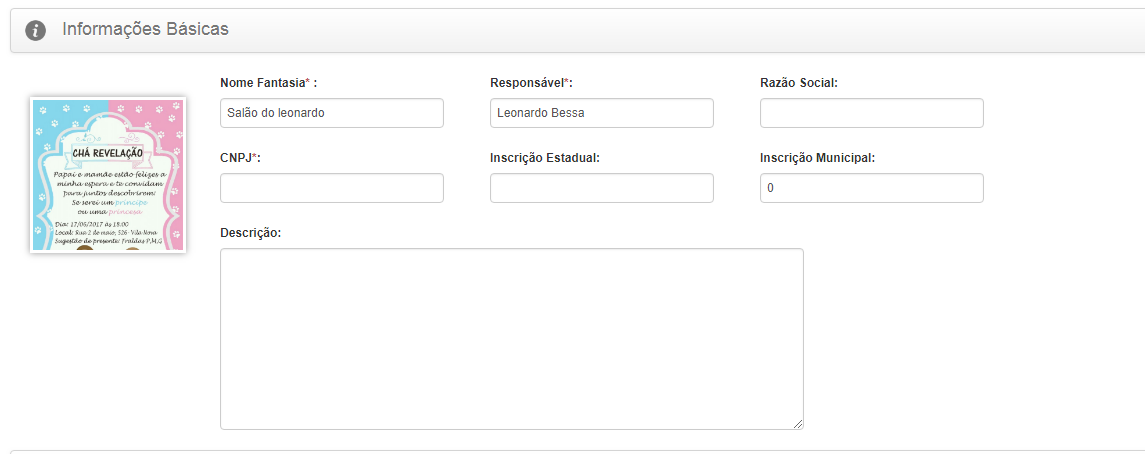 Informações Básicas
Nome Fantasia* :
Responsável*:
Razão Social:
Salão do leonardo
Leonardo Bessa
CNPJ*:
Inscrição Estadual:
Inscrição Municipal:
0
Descrição:
CHÁ REVELAÇÃO
Papai e mamãe estão felizes a
minha espera e te convidam
para juntos descobrirem:
Se serei um príncipe
ou uma princesa
Dia: 17/06/2017 às 18:00
Local: Rua 2 de maio, 526- Vila Nova
Sugestão de presente: Fraldas P,M,G